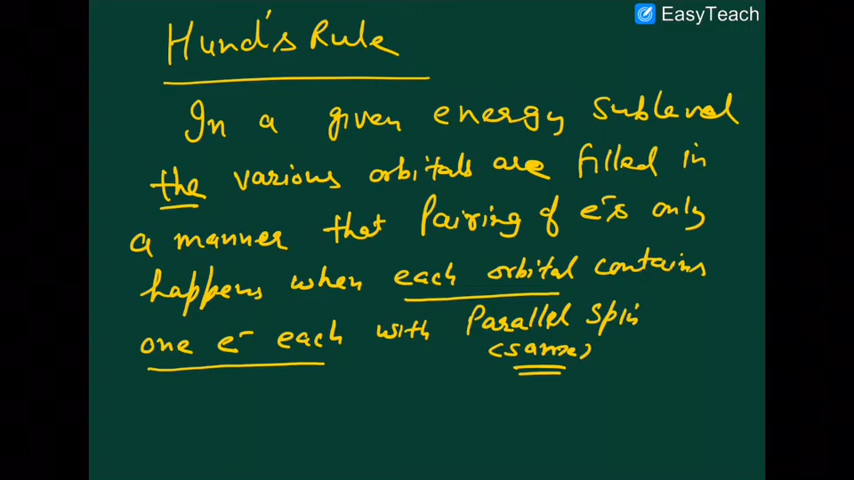 EasyTeach
Hund's Rule
In a given energy sublevel
the various orbitals are filled in
a manner that Pairing of e⁻s only
happens when each orbital contains
one e⁻ each with Parallel spin
(same)